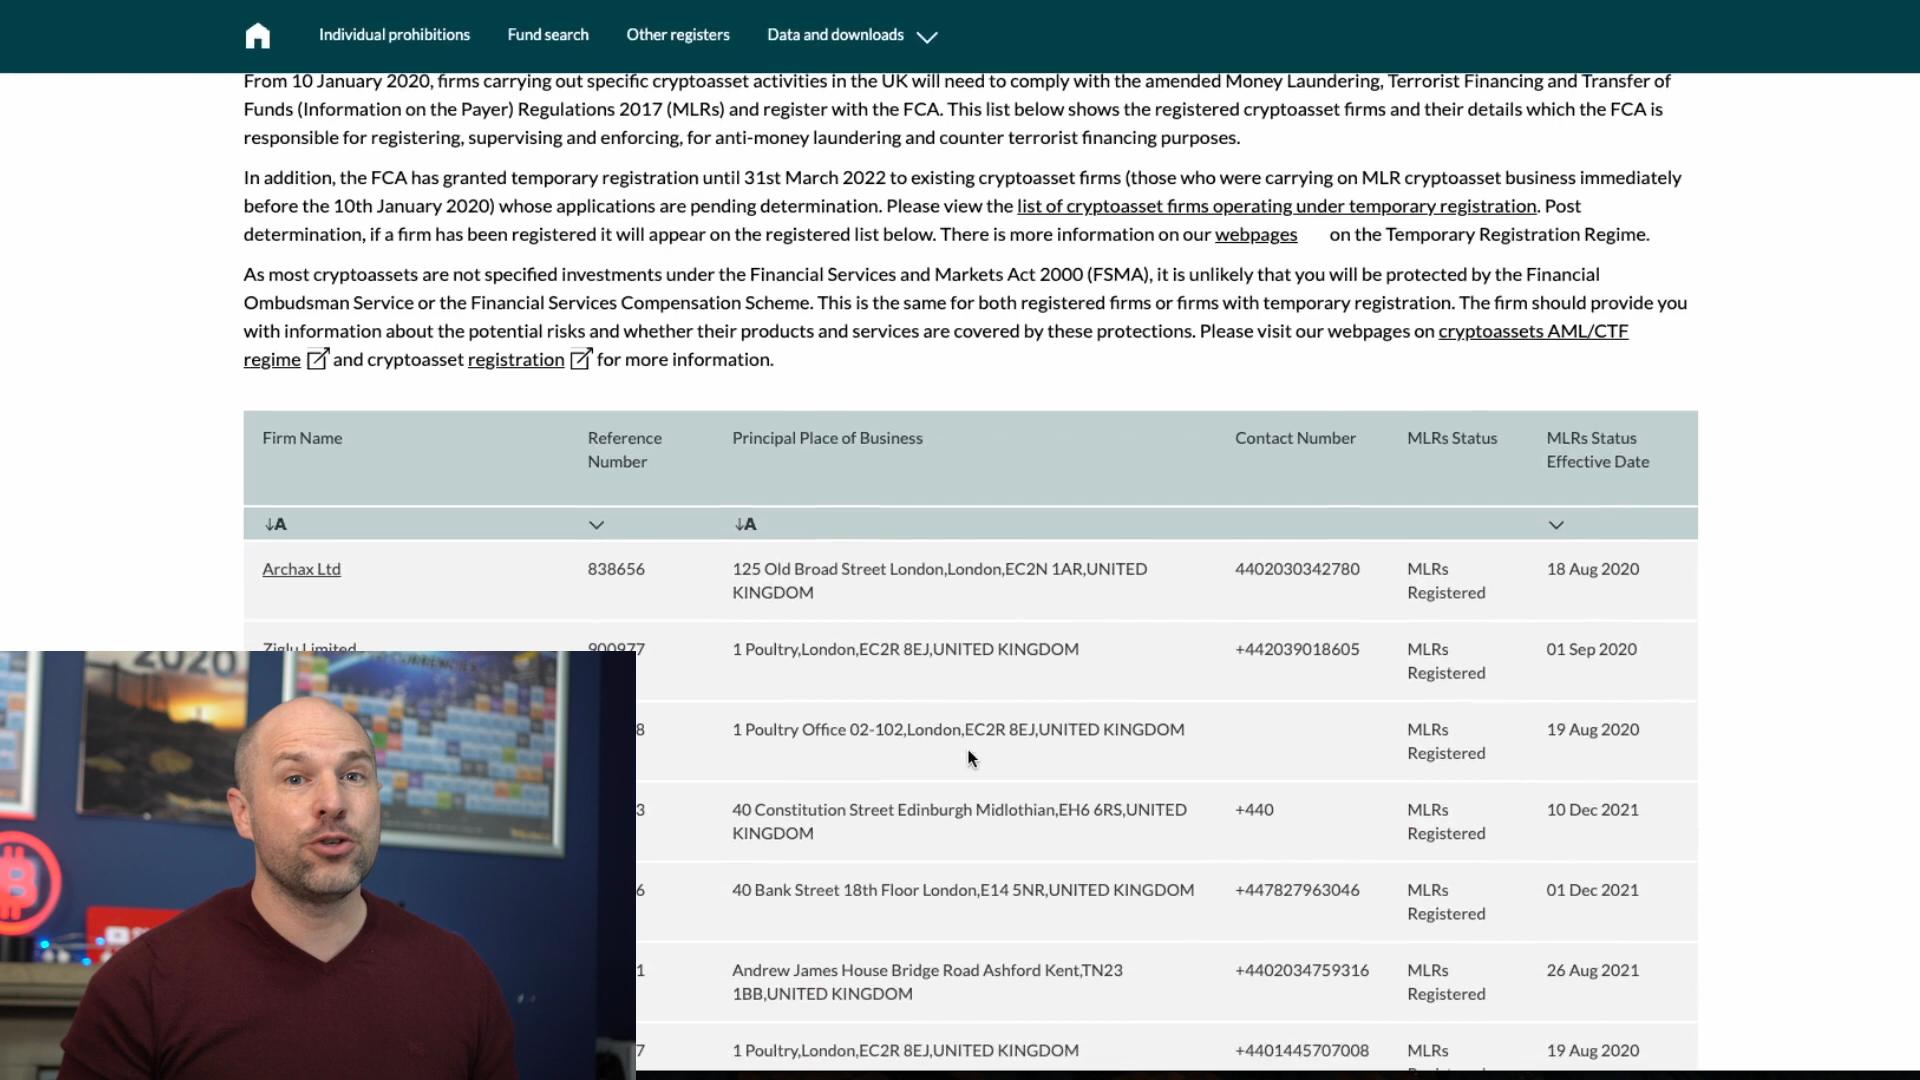 Individual prohibitions Fund search Other registers Data and downloads
From 10 January 2020, firms carrying out specific cryptoasset activities in the UK will need to comply with the amended Money Laundering, Terrorist Financing and Transfer of
Funds (Information on the Payer) Regulations 2017 (MLRs) and register with the FCA. This list below shows the registered cryptoasset firms and their details which the FCA is
responsible for registering, supervising and enforcing, for anti-money laundering and counter terrorist financing purposes.
In addition, the FCA has granted temporary registration until 31st March 2022 to existing cryptoasset firms (those who were carrying on MLR cryptoasset business immediately
before the 10th January 2020) whose applications are pending determination. Please view the list of cryptoasset firms operating under temporary registration. Post
determination, if a firm has been registered it will appear on the registered list below. There is more information on our webpages on the Temporary Registration Regime.
As most cryptoassets are not specified investments under the Financial Services and Markets Act 2000 (FSMA), it is unlikely that you will be protected by the Financial
Ombudsman Service or the Financial Services Compensation Scheme. This is the same for both registered firms or firms with temporary registration. The firm should provide you
with information about the potential risks and whether their products and services are covered by these protections. Please visit our webpages on cryptoassets AML/CTF
regime and cryptoasset registration for more information.
Firm Name Reference Principal Place of Business Contact Number MLRs Status MLRs Status
Number Effective Date
↓A ↓A
Archax Ltd 838656 125 Old Broad Street London,London,EC2N 1AR,UNITED 4402030342780 MLRs 18 Aug 2020
KINGDOM Registered
Ziglu Limited 900977 1 Poultry,London,EC2R 8EJ,UNITED KINGDOM +442039018605 MLRs 01 Sep 2020
Registered
2020
8 1 Poultry Office 02-102,London,EC2R 8EJ,UNITED KINGDOM MLRs 19 Aug 2020
Registered
3 40 Constitution Street Edinburgh Midlothian,EH6 6RS,UNITED +440 MLRs 10 Dec 2021
KINGDOM Registered
6 40 Bank Street 18th Floor London,E14 5NR,UNITED KINGDOM +447827963046 MLRs 01 Dec 2021
Registered
1 Andrew James House Bridge Road Ashford Kent,TN23 +4402034759316 MLRs 26 Aug 2021
1BB,UNITED KINGDOM Registered
7 1 Poultry,London,EC2R 8EJ,UNITED KINGDOM +4401445707008 MLRs 19 Aug 2020